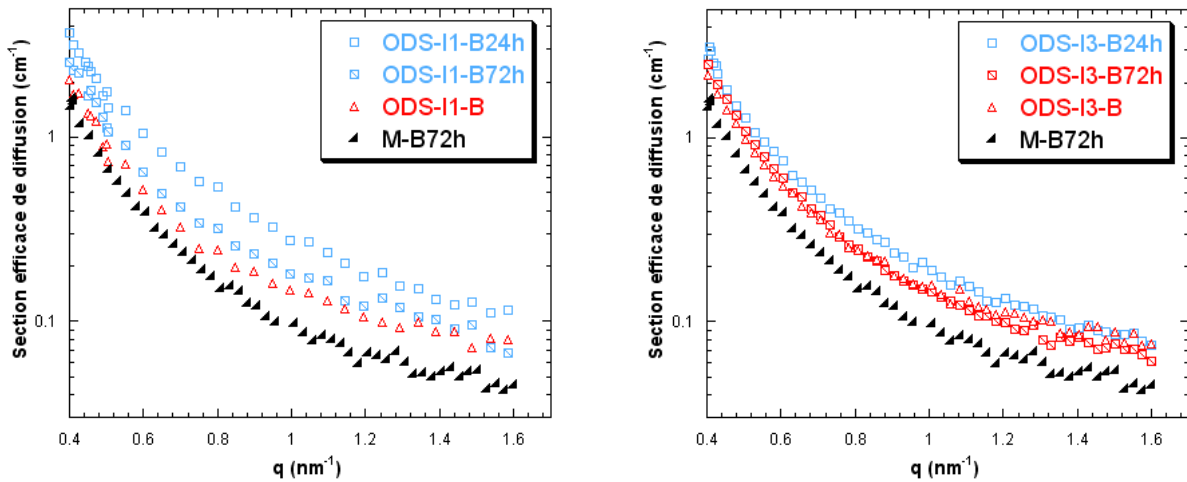 ODS-I1-B24h
ODS-I1-B72h
ODS-I1-B
M-B72h
Section efficace de diffusion (cm⁻¹)
1
0.1
0.4
0.6
0.8
1
1.2
1.4
1.6
q (nm⁻¹)
ODS-I3-B24h
ODS-I3-B72h
ODS-I3-B
M-B72h
Section efficace de diffusion (cm⁻¹)
1
0.1
0.4
0.6
0.8
1
1.2
1.4
1.6
q (nm⁻¹)